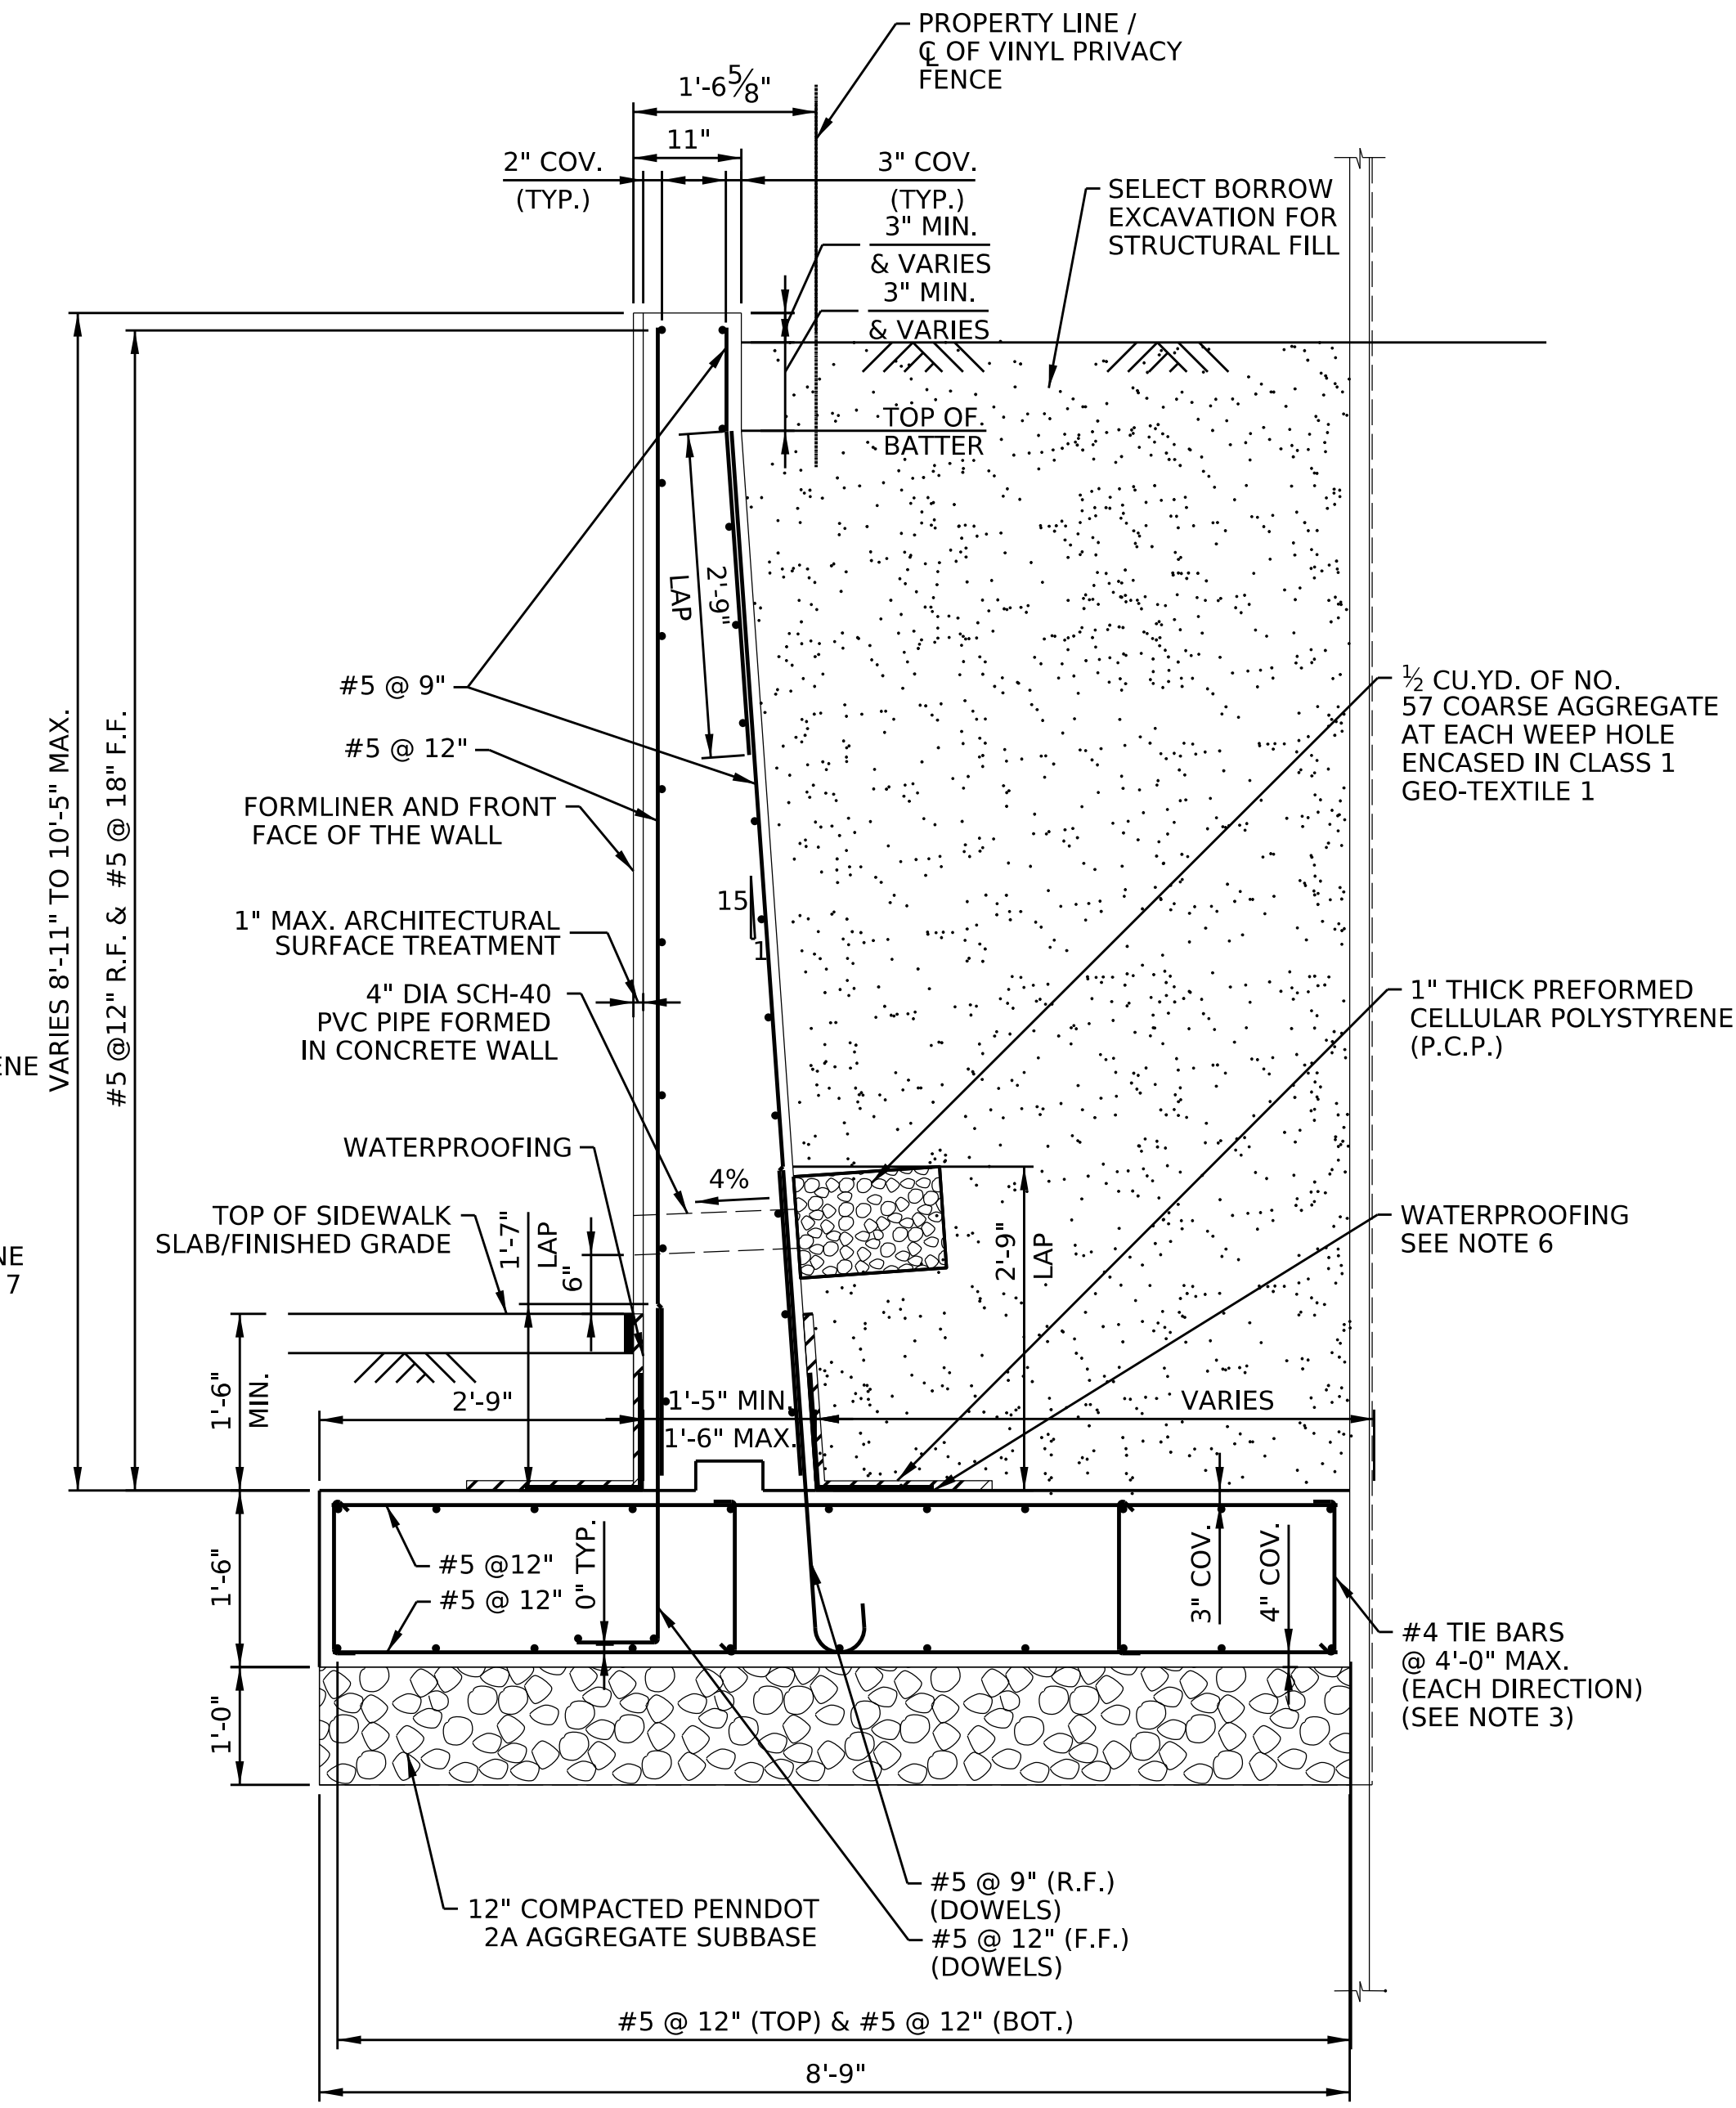 PROPERTY LINE /
℄ OF VINYL PRIVACY
FENCE
1'-6⅝"
11"
2" COV.
(TYP.)
3" COV.
(TYP.)
3" MIN.
& VARIES
3" MIN.
& VARIES
SELECT BORROW
EXCAVATION FOR
STRUCTURAL FILL
TOP OF
BATTER
2'-9"
LAP
#5 @ 9"
#5 @ 12"
FORMLINER AND FRONT
FACE OF THE WALL
1" MAX. ARCHITECTURAL
SURFACE TREATMENT
4" DIA SCH-40
PVC PIPE FORMED
IN CONCRETE WALL
WATERPROOFING
TOP OF SIDEWALK
SLAB/FINISHED GRADE
VARIES 8'-11" TO 10'-5" MAX.
#5 @12" R.F. & #5 @ 18" F.F.
ENE
NE
7
15
1
4%
½ CU.YD. OF NO.
57 COARSE AGGREGATE
AT EACH WEEP HOLE
ENCASED IN CLASS 1
GEO-TEXTILE 1
1" THICK PREFORMED
CELLULAR POLYSTYRENE
(P.C.P.)
WATERPROOFING
SEE NOTE 6
1'-7"
LAP
6"
2'-9"
LAP
1'-6"
MIN.
2'-9"
1'-5" MIN.
1'-6" MAX.
VARIES
1'-6"
#5 @12"
#5 @ 12"
0" TYP.
3" COV.
4" COV.
#4 TIE BARS
@ 4'-0" MAX.
(EACH DIRECTION)
(SEE NOTE 3)
1'-0"
12" COMPACTED PENNDOT
2A AGGREGATE SUBBASE
#5 @ 9" (R.F.)
(DOWELS)
#5 @ 12" (F.F.)
(DOWELS)
#5 @ 12" (TOP) & #5 @ 12" (BOT.)
8'-9"